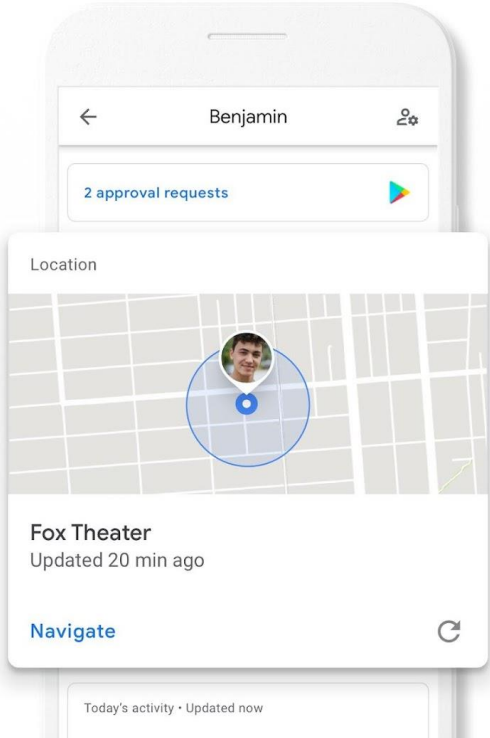 Benjamin
2 approval requests
Location
Fox Theater
Updated 20 min ago
Navigate
Today's activity • Updated now